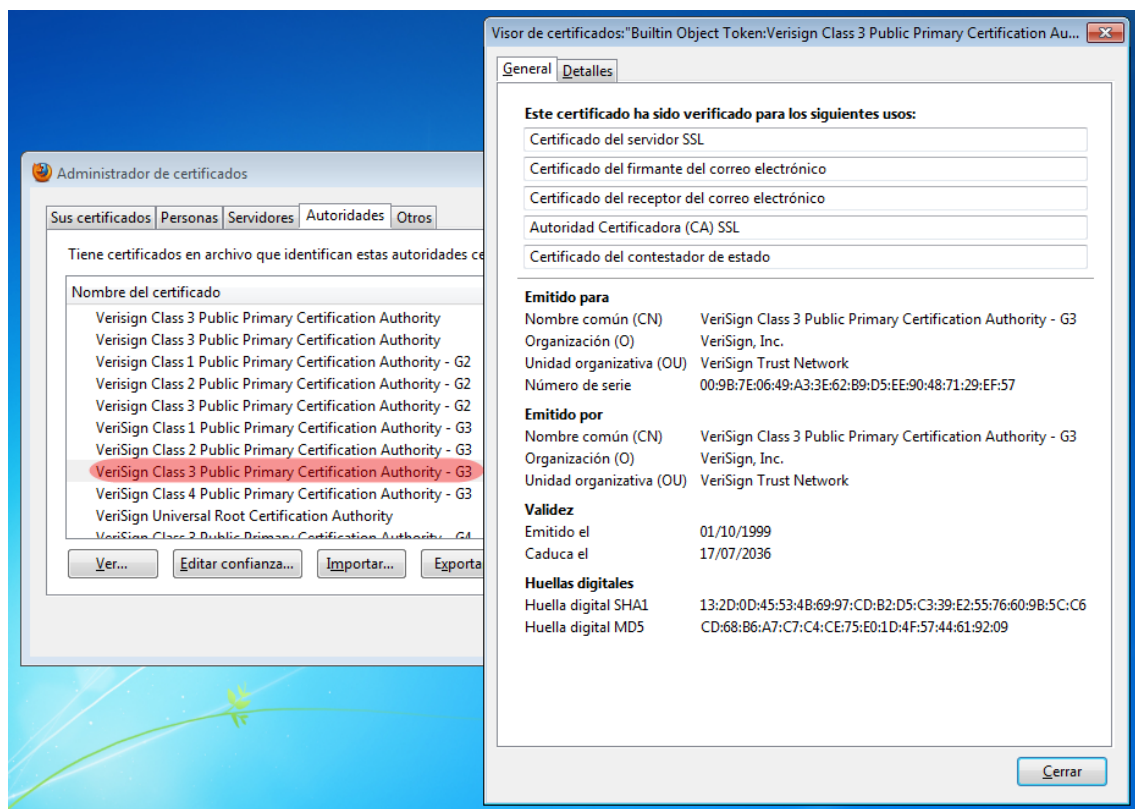 Administrador de certificados
Sus certificados Personas Servidores Autoridades Otros
Tiene certificados en archivo que identifican estas autoridades ce
Nombre del certificado
Verisign Class 3 Public Primary Certification Authority
Verisign Class 3 Public Primary Certification Authority
Verisign Class 1 Public Primary Certification Authority - G2
Verisign Class 2 Public Primary Certification Authority - G2
Verisign Class 3 Public Primary Certification Authority - G2
VeriSign Class 1 Public Primary Certification Authority - G3
VeriSign Class 2 Public Primary Certification Authority - G3
VeriSign Class 3 Public Primary Certification Authority - G3
VeriSign Class 4 Public Primary Certification Authority - G3
VeriSign Universal Root Certification Authority
VeriSign Class 3 Public Primary Certification Authority - G4
Ver... Editar confianza... Importar... Exporta
Visor de certificados:"Builtin Object Token:Verisign Class 3 Public Primary Certification Au...
General Detalles
Este certificado ha sido verificado para los siguientes usos:
Certificado del servidor SSL
Certificado del firmante del correo electrónico
Certificado del receptor del correo electrónico
Autoridad Certificadora (CA) SSL
Certificado del contestador de estado
Emitido para
Nombre común (CN) VeriSign Class 3 Public Primary Certification Authority - G3
Organización (O) VeriSign, Inc.
Unidad organizativa (OU) VeriSign Trust Network
Número de serie 00:9B:7E:06:49:A3:3E:62:B9:D5:EE:90:48:71:29:EF:57
Emitido por
Nombre común (CN) VeriSign Class 3 Public Primary Certification Authority - G3
Organización (O) VeriSign, Inc.
Unidad organizativa (OU) VeriSign Trust Network
Validez
Emitido el 01/10/1999
Caduca el 17/07/2036
Huellas digitales
Huella digital SHA1 13:2D:0D:45:53:4B:69:97:CD:B2:D5:C3:39:E2:55:76:60:9B:5C:C6
Huella digital MD5 CD:68:B6:A7:C7:C4:CE:75:E0:1D:4F:57:44:61:92:09
Cerrar